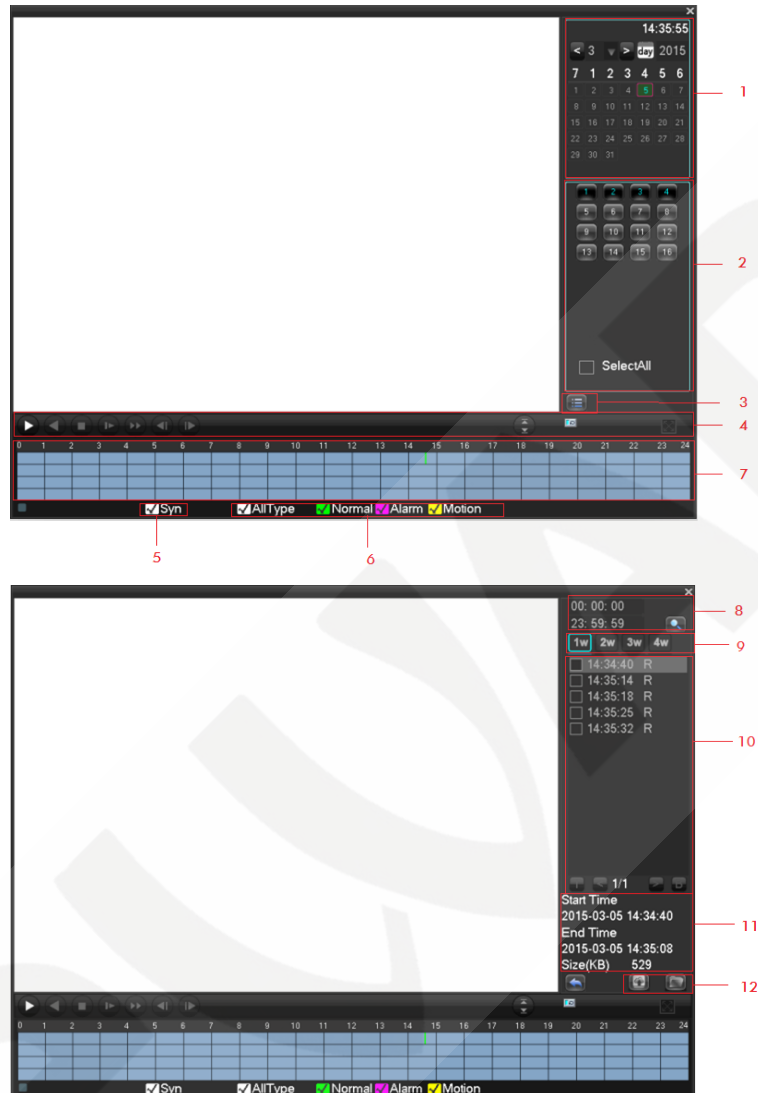 14:35:55
< 3 v > day 2015
7 1 2 3 4 5 6
1 2 3 4 5 6 7
8 9 10 11 12 13 14
15 16 17 18 19 20 21
22 23 24 25 26 27 28
29 30 31
1
1 2 3 4
5 6 7 8
9 10 11 12
13 14 15 16
2
SelectAll
3
4
0 1 2 3 4 5 6 7 8 9 10 11 12 13 14 15 16 17 18 19 20 21 22 23 24
7
Syn AllType Normal Alarm Motion
5 6
00: 00: 00
23: 59: 59
8
1w 2w 3w 4w
9
14:34:40 R
14:35:14 R
14:35:18 R
14:35:25 R
14:35:32 R
10
1/1
Start Time
2015-03-05 14:34:40
End Time
2015-03-05 14:35:08
Size(KB) 529
11
12
0 1 2 3 4 5 6 7 8 9 10 11 12 13 14 15 16 17 18 19 20 21 22 23 24
Syn AllType Normal Alarm Motion